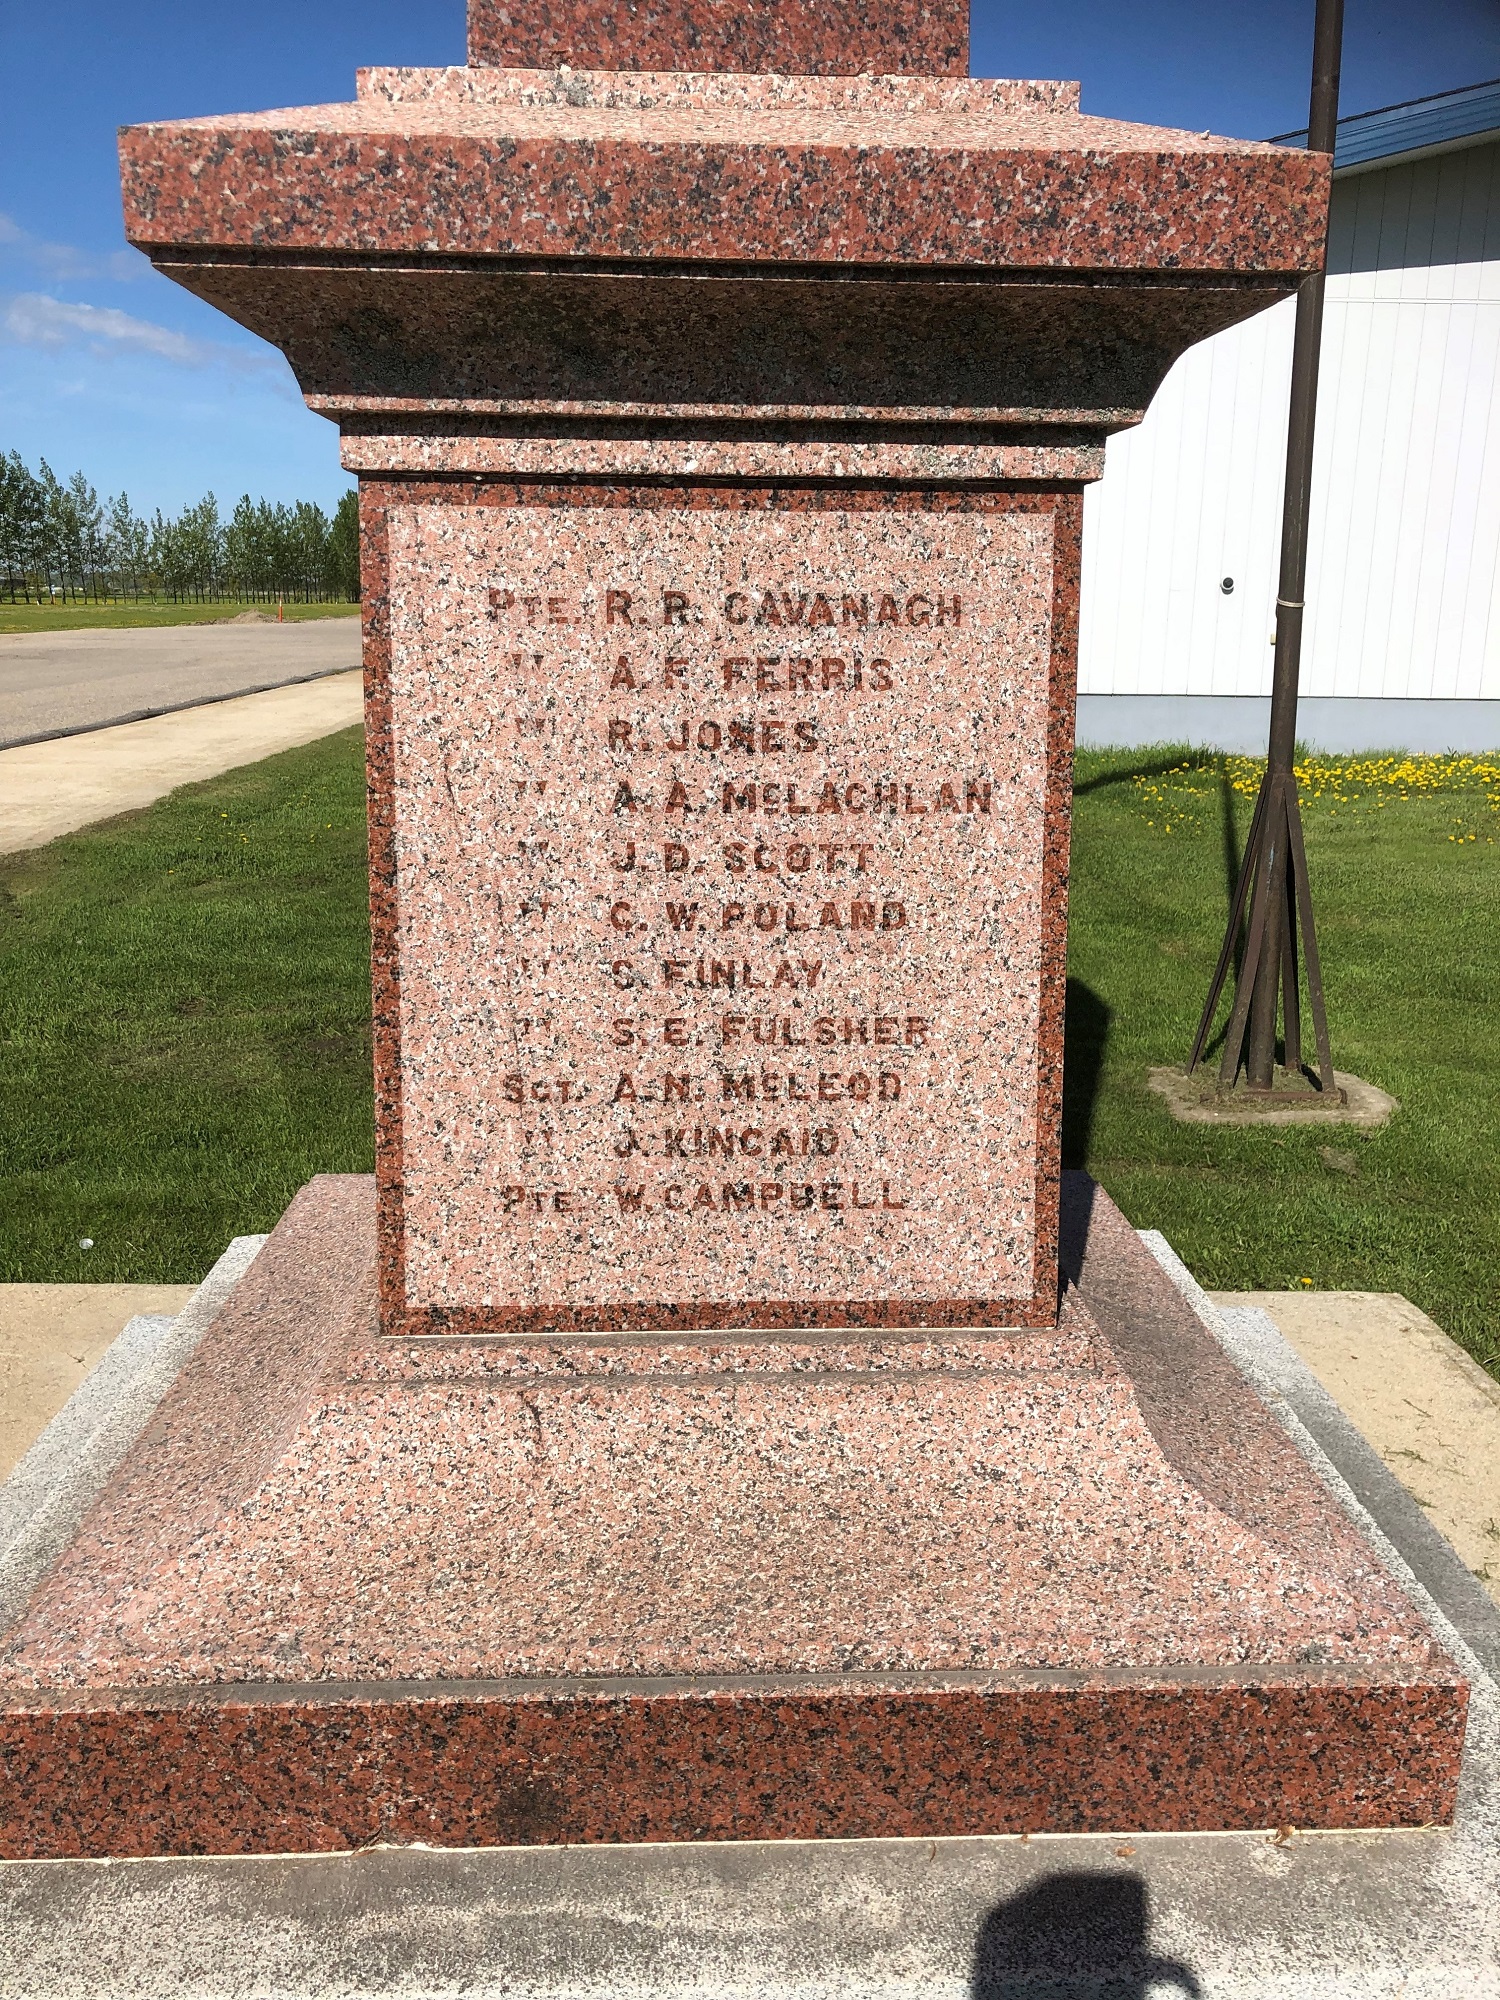 PTE. R. R. CAVANAGH
" A. F. FERRIS
" R. JONES
" A. A. MCLACHLAN
" J. D. SCOTT
" C. W. POLAND
" C. FINLAY
" S. E. FULSHER
SGT. A. N. MCLEOD
" J. KINCAID
PTE. W. CAMPBELL